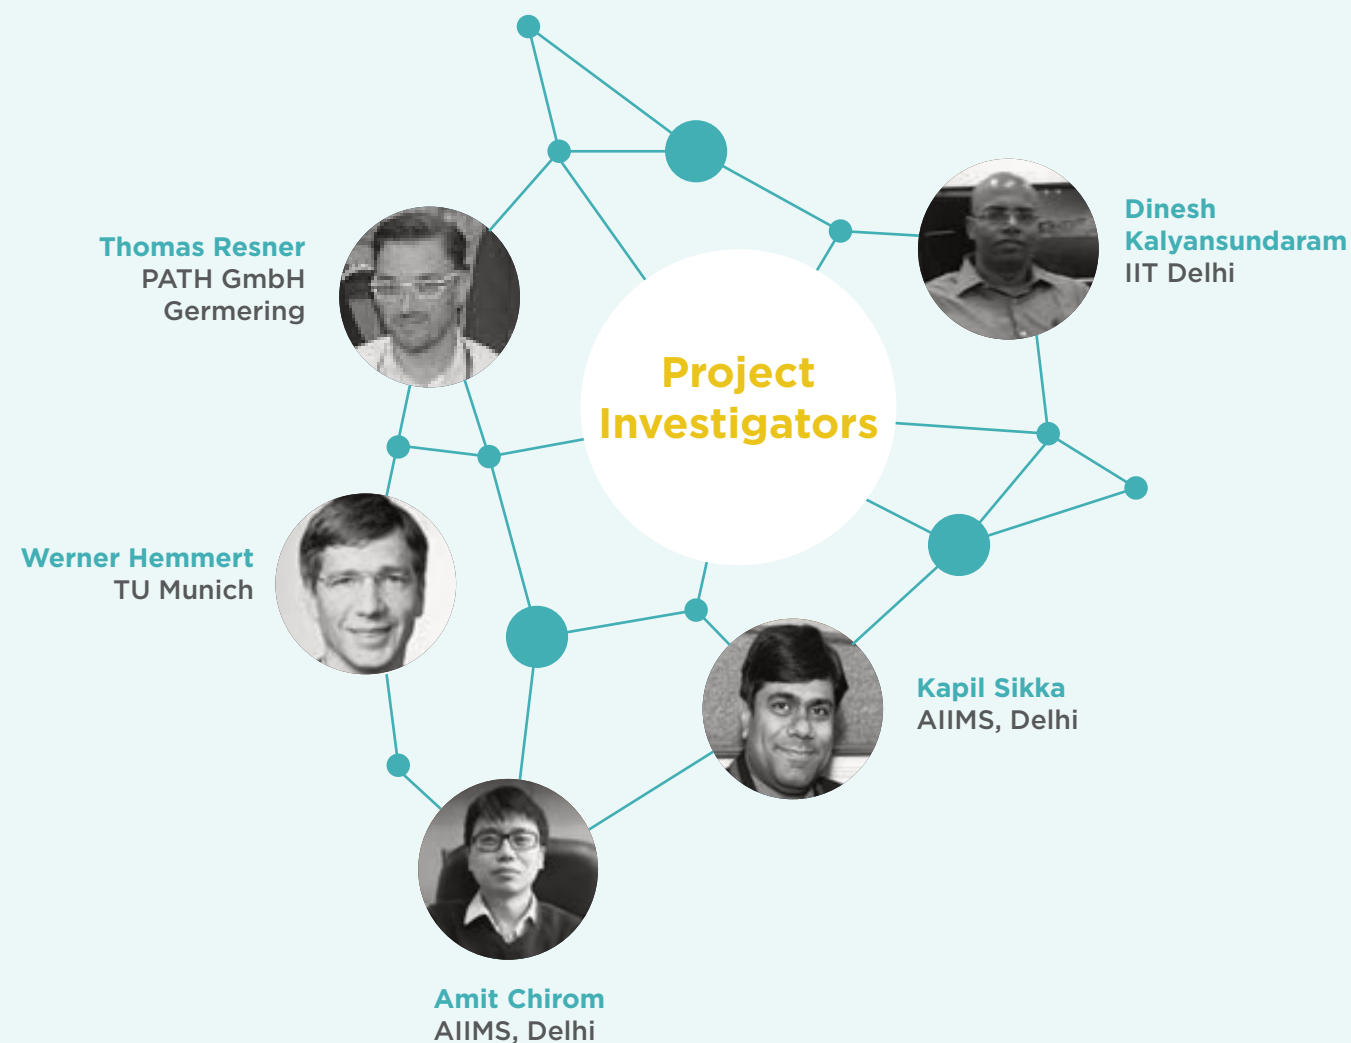 Dinesh
Kalyansundaram
IIT Delhi
Thomas Resner
PATH GmbH
Germering
Project
Investigators
Werner Hemmert
TU Munich
Kapil Sikka
AIIMS, Delhi
Amit Chirom
AIIMS, Delhi